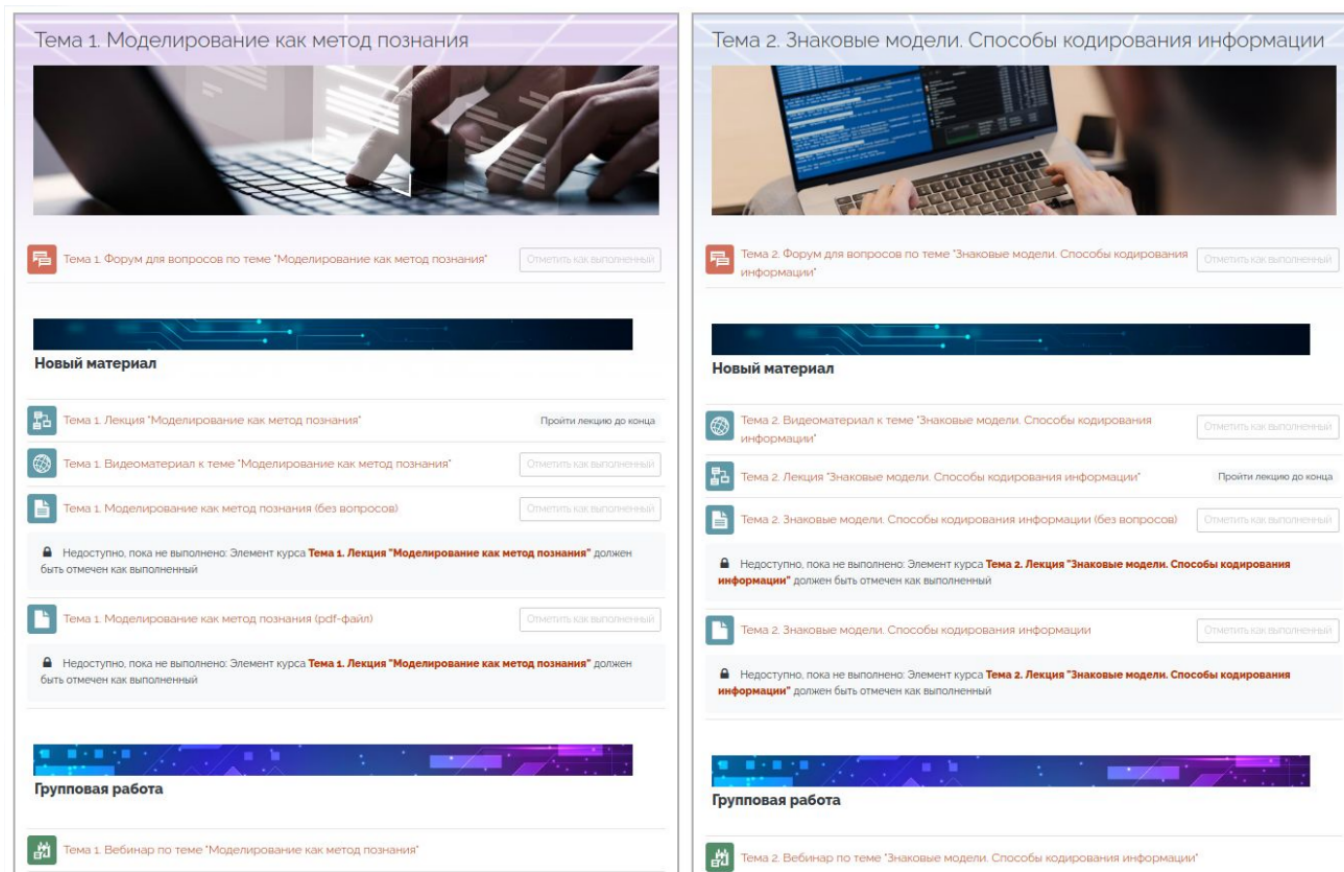 Тема 1. Моделирование как метод познания
Тема 1. Форум для вопросов по теме "Моделирование как метод познания"
Отметить как выполненный
Новый материал
Тема 1. Лекция "Моделирование как метод познания"
Пройти лекцию до конца
Тема 1. Видеоматериал к теме "Моделирование как метод познания"
Отметить как выполненный
Тема 1. Моделирование как метод познания (без вопросов)
Отметить как выполненный
Недоступно, пока не выполнено: Элемент курса Тема 1. Лекция "Моделирование как метод познания" должен
быть отмечен как выполненный
Тема 1. Моделирование как метод познания (pdf-файл)
Отметить как выполненный
Недоступно, пока не выполнено: Элемент курса Тема 1. Лекция "Моделирование как метод познания" должен
быть отмечен как выполненный
Групповая работа
Тема 1. Вебинар по теме "Моделирование как метод познания"
Тема 2. Знаковые модели. Способы кодирования информации
Тема 2. Форум для вопросов по теме "Знаковые модели. Способы кодирования
информации"
Отметить как выполненный
Новый материал
Тема 2. Видеоматериал к теме "Знаковые модели. Способы кодирования
информации"
Отметить как выполненный
Тема 2. Лекция "Знаковые модели. Способы кодирования информации"
Пройти лекцию до конца
Тема 2. Знаковые модели. Способы кодирования информации (без вопросов)
Отметить как выполненный
Недоступно, пока не выполнено: Элемент курса Тема 2. Лекция "Знаковые модели. Способы кодирования
информации" должен быть отмечен как выполненный
Тема 2. Знаковые модели. Способы кодирования информации
Отметить как выполненный
Недоступно, пока не выполнено: Элемент курса Тема 2. Лекция "Знаковые модели. Способы кодирования
информации" должен быть отмечен как выполненный
Групповая работа
Тема 2. Вебинар по теме "Знаковые модели. Способы кодирования информации"